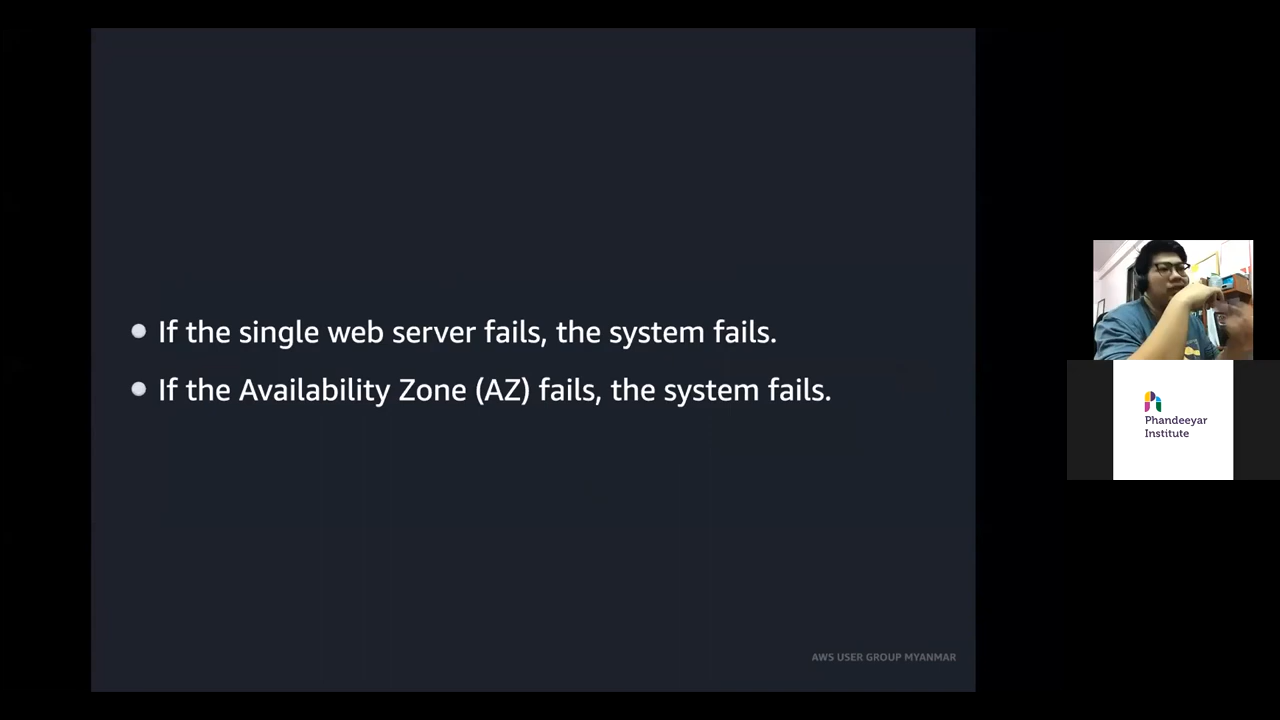 If the single web server fails, the system fails.
If the Availability Zone (AZ) fails, the system fails.
AWS USER GROUP MYANMAR
Phandeeyar
Institute